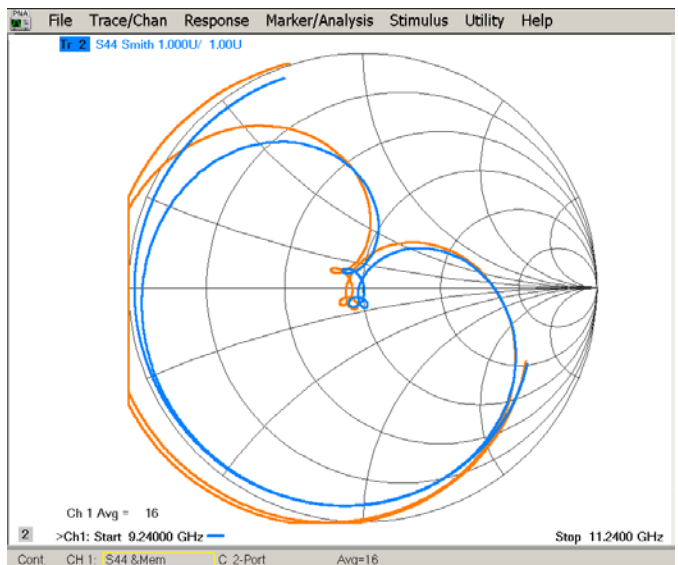 PNA File Trace/Chan Response Marker/Analysis Stimulus Utility Help
Tr 2 S44 Smith 1.000U/ 1.00U
Ch 1 Avg = 16
2 >Ch1: Start 9.24000 GHz Stop 11.2400 GHz
Cont. CH 1: S44 &Mem C 2-Port Avg=16